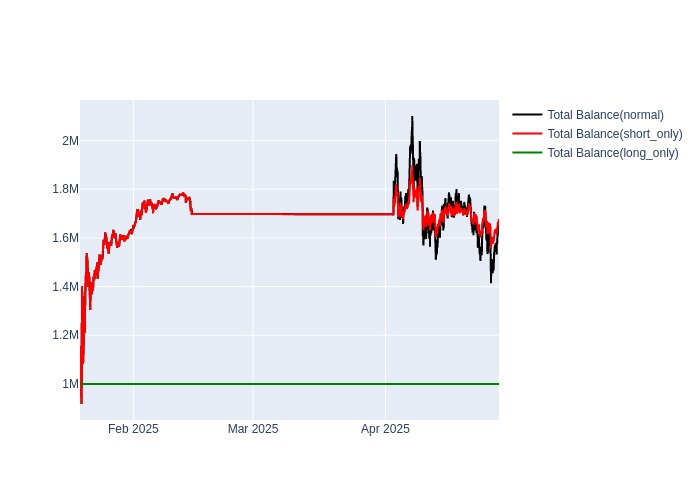 Total Balance(normal)
Total Balance(short_only)
Total Balance(long_only)
2M
1.8M
1.6M
1.4M
1.2M
1M
Feb 2025
Mar 2025
Apr 2025